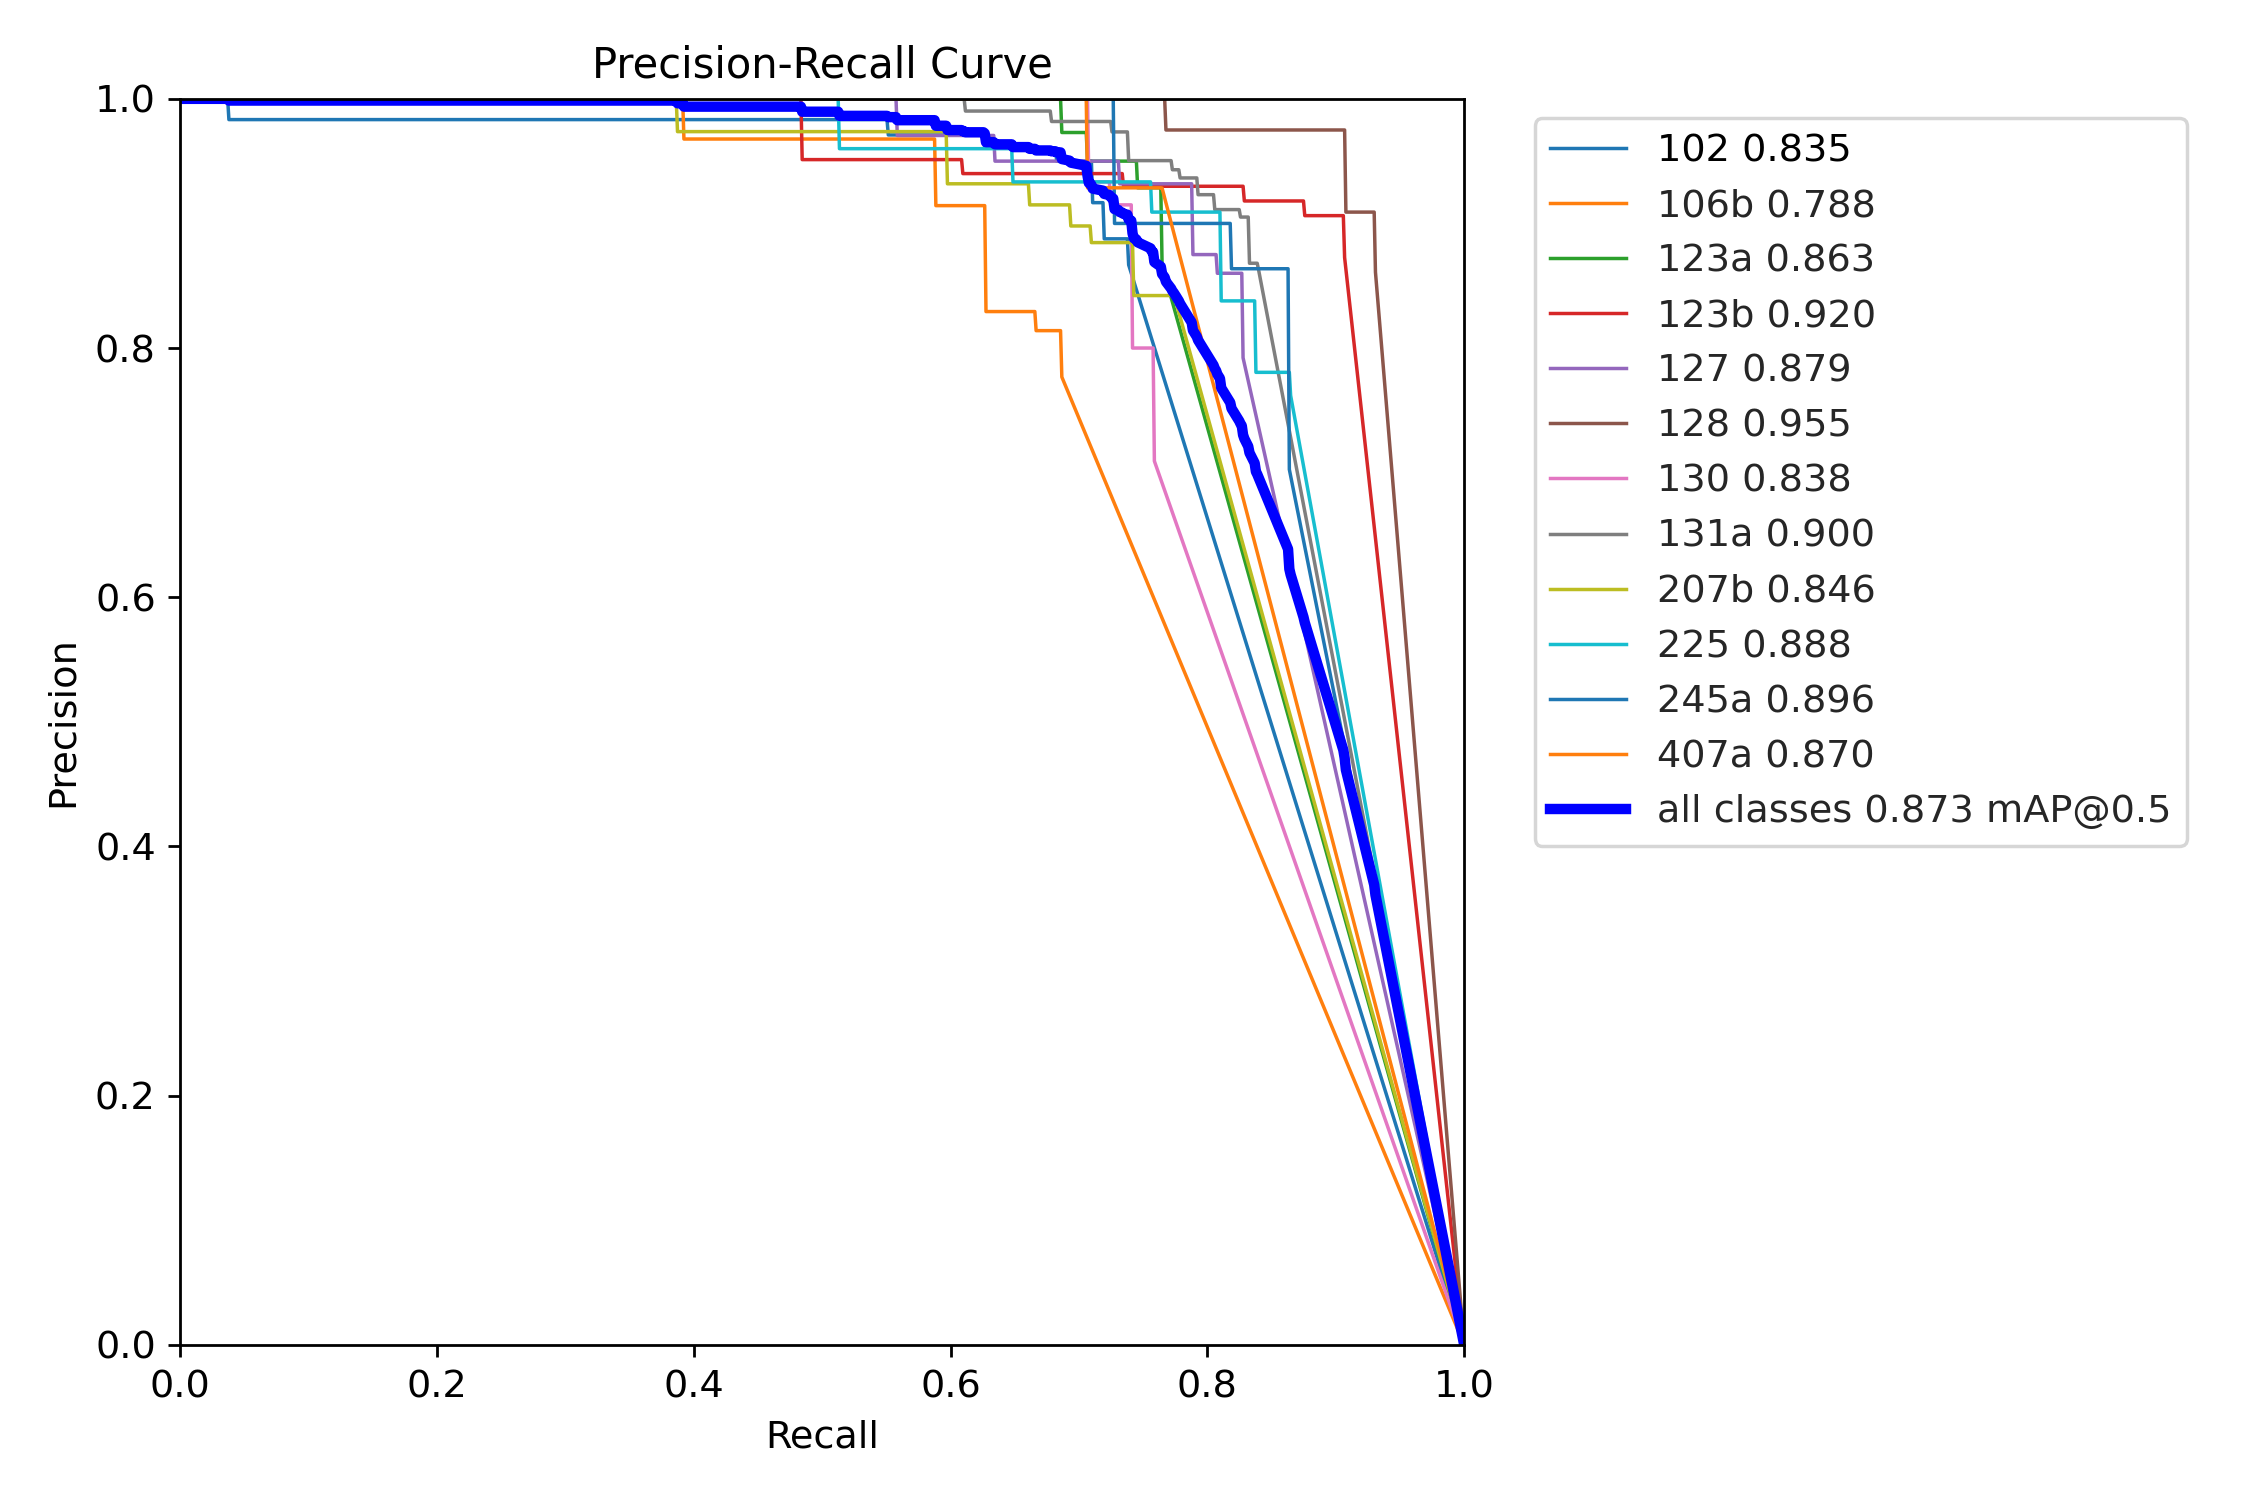 Precision-Recall Curve
1.0
0.8
0.6
0.4
0.2
0.0
Precision
0.0 0.2 0.4 0.6 0.8 1.0
Recall
102 0.835
106b 0.788
123a 0.863
123b 0.920
127 0.879
128 0.955
130 0.838
131a 0.900
207b 0.846
225 0.888
245a 0.896
407a 0.870
all classes 0.873 mAP@0.5